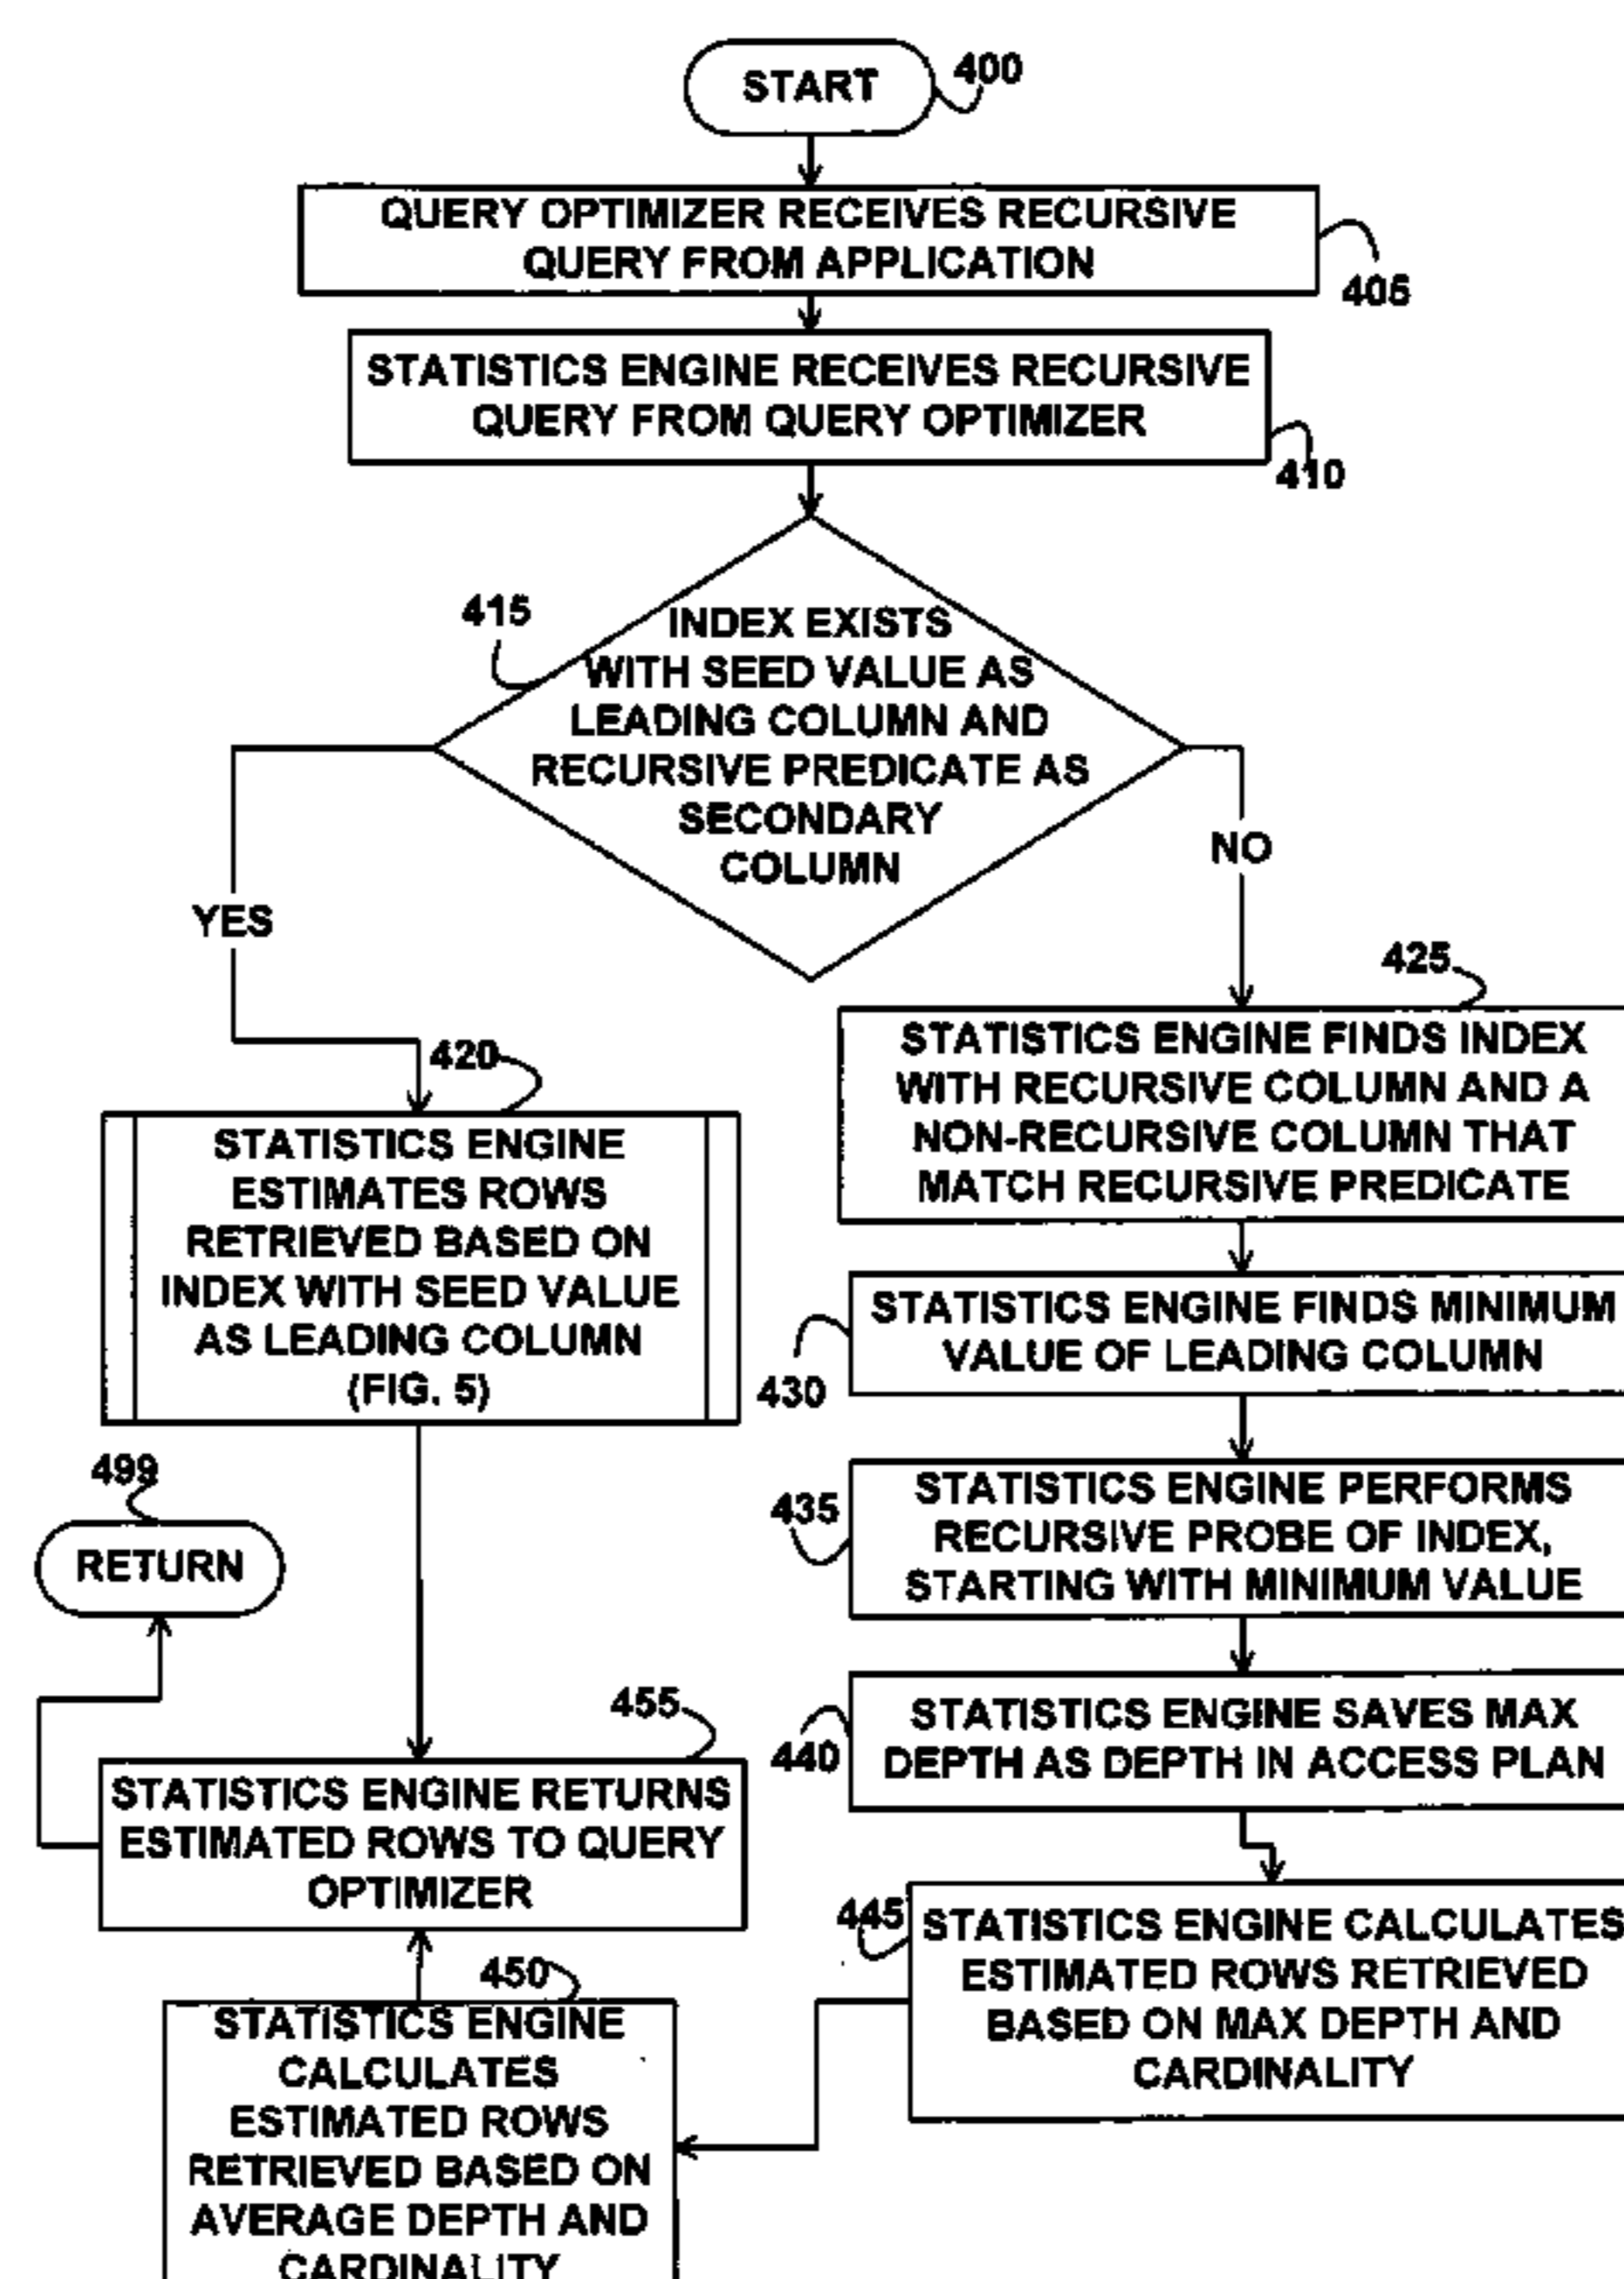 START
400
QUERY OPTIMIZER RECEIVES RECURSIVE
QUERY FROM APPLICATION
405
STATISTICS ENGINE RECEIVES RECURSIVE
QUERY FROM QUERY OPTIMIZER
410
415
INDEX EXISTS
WITH SEED VALUE AS
LEADING COLUMN AND
RECURSIVE PREDICATE AS
SECONDARY
COLUMN
YES
NO
420
STATISTICS ENGINE
ESTIMATES ROWS
RETRIEVED BASED ON
INDEX WITH SEED VALUE
AS LEADING COLUMN
(FIG. 5)
425
STATISTICS ENGINE FINDS INDEX
WITH RECURSIVE COLUMN AND A
NON-RECURSIVE COLUMN THAT
MATCH RECURSIVE PREDICATE
STATISTICS ENGINE FINDS MINIMUM
VALUE OF LEADING COLUMN
430
435
STATISTICS ENGINE PERFORMS
RECURSIVE PROBE OF INDEX,
STARTING WITH MINIMUM VALUE
STATISTICS ENGINE SAVES MAX
DEPTH AS DEPTH IN ACCESS PLAN
440
445
STATISTICS ENGINE CALCULATES
ESTIMATED ROWS RETRIEVED
BASED ON MAX DEPTH AND
CARDINALITY
450
STATISTICS ENGINE
CALCULATES
ESTIMATED ROWS
RETRIEVED BASED ON
AVERAGE DEPTH AND
CARDINALITY
455
STATISTICS ENGINE RETURNS
ESTIMATED ROWS TO QUERY
OPTIMIZER
499
RETURN